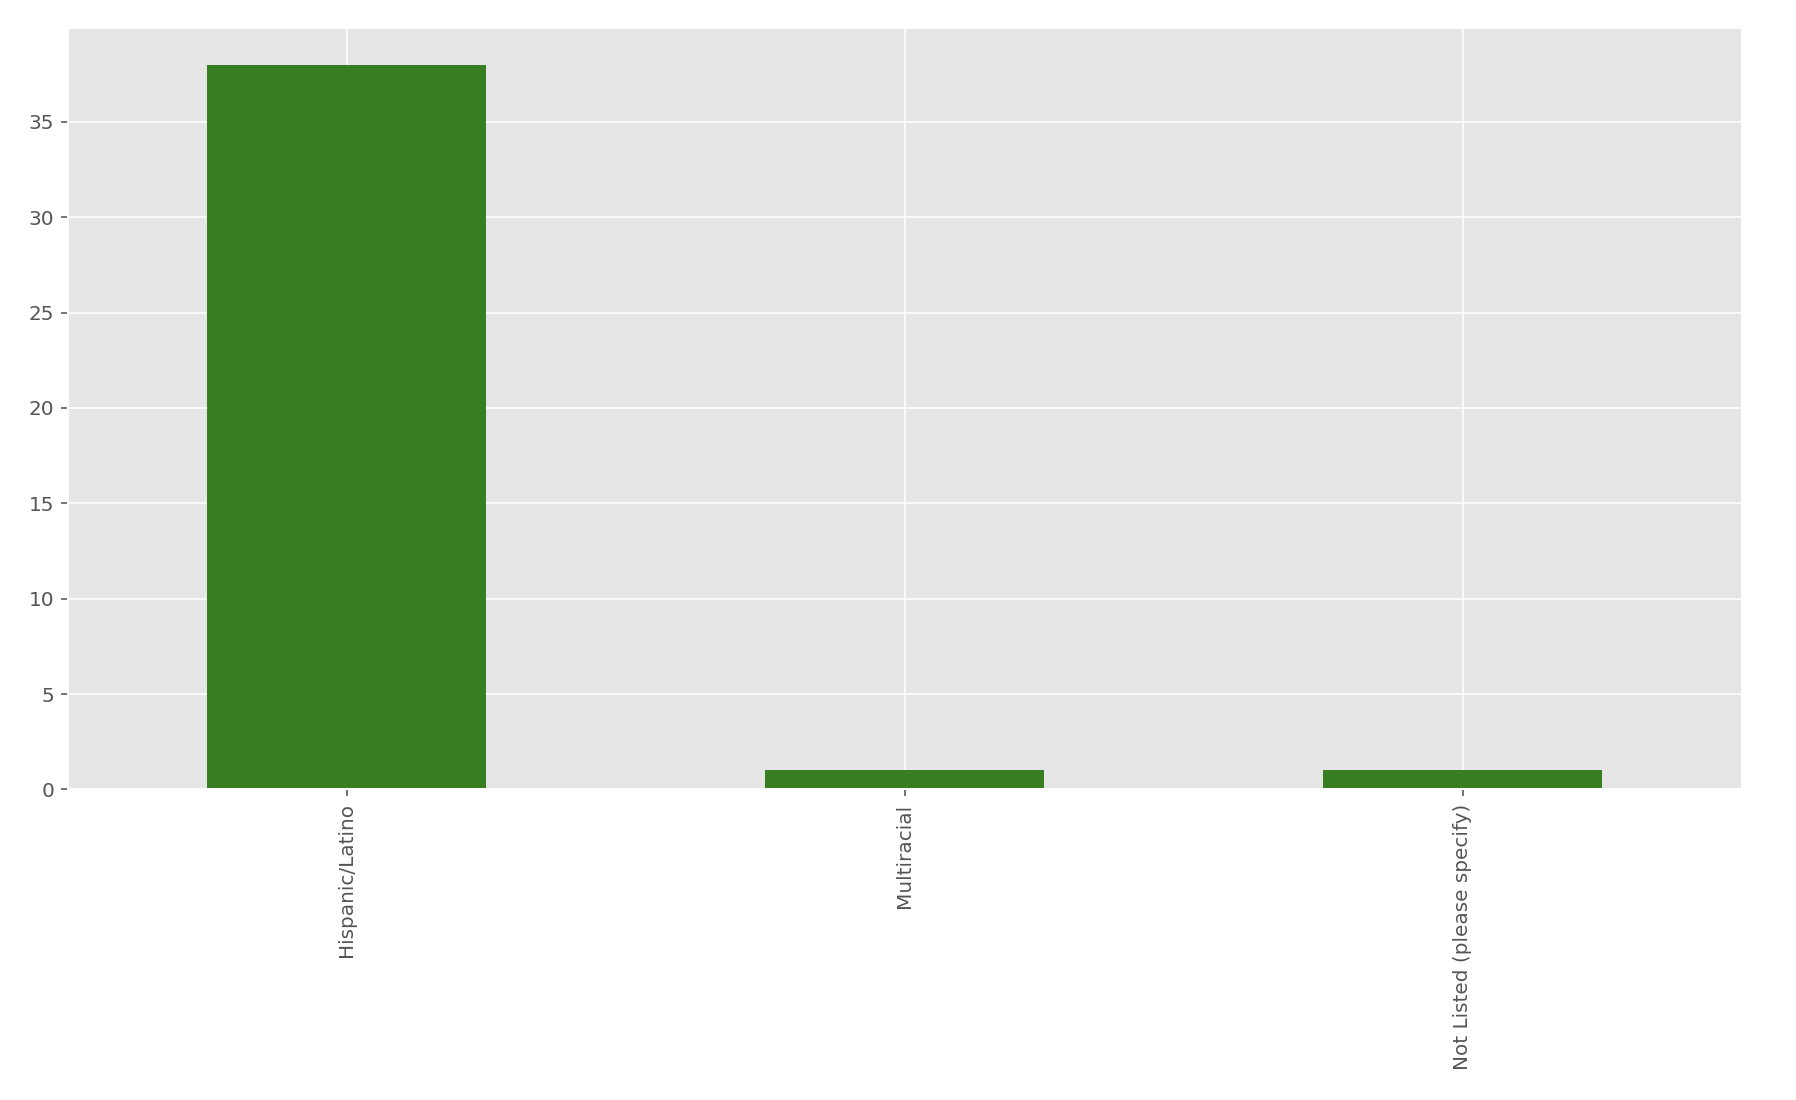 35
30
25
20
15
10
5
0
Hispanic/Latino
Multiracial
Not Listed (please specify)